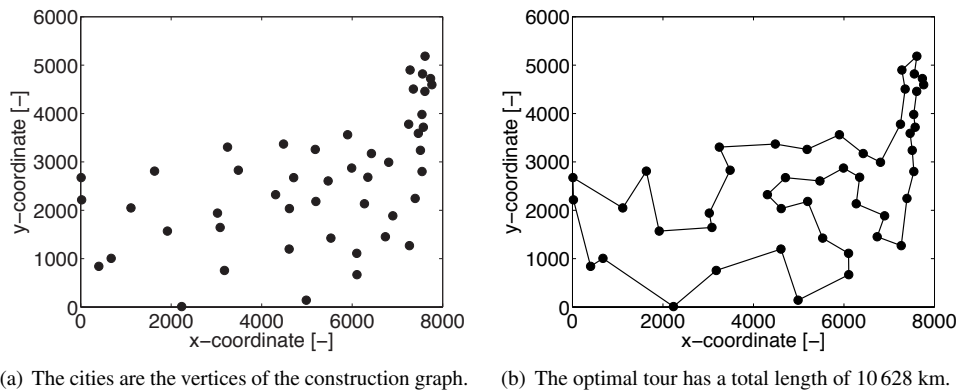 6000
5000
4000
3000
2000
1000
0
y−coordinate [−]
0 2000 4000 6000 8000
x−coordinate [−]
(a) The cities are the vertices of the construction graph.
6000
5000
4000
3000
2000
1000
0
y−coordinate [−]
0 2000 4000 6000 8000
x−coordinate [−]
(b) The optimal tour has a total length of 10 628 km.